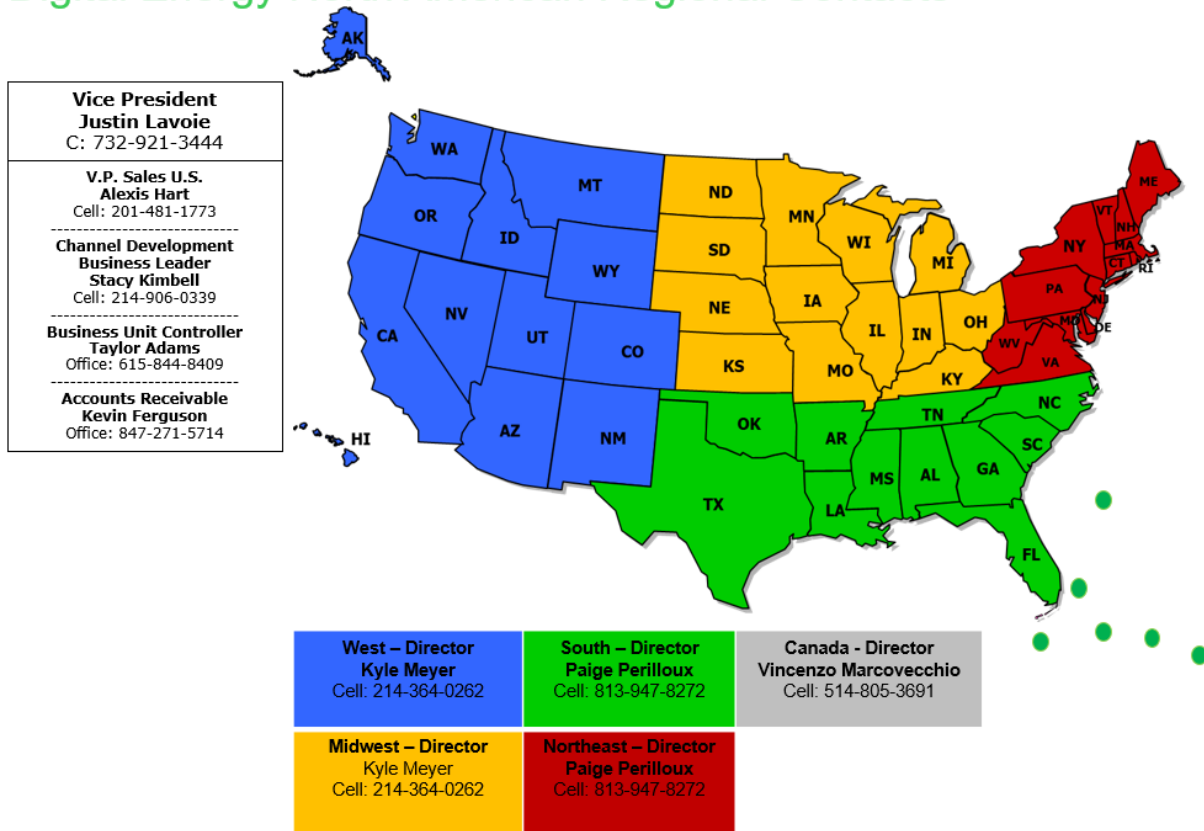 Digital Energy North American Regional Contacts
AK
Vice President
Justin Lavoie
C: 732-921-3444
V.P. Sales U.S.
Alexis Hart
Cell: 201-481-1773
--------------------------------
Channel Development
Business Leader
Stacy Kimbell
Cell: 214-906-0339
--------------------------------
Business Unit Controller
Taylor Adams
Office: 615-844-8409
--------------------------------
Accounts Receivable
Kevin Ferguson
Office: 847-271-5714
WA
MT
ND
MN
ME
VT
NH
OR
ID
SD
WI
MI
NY
MA
CT
RI
WY
NE
IA
PA
NJ
CA
NV
UT
CO
KS
MO
IL
IN
OH
MD
DE
WV
VA
KY
HI
AZ
NM
OK
AR
TN
NC
SC
TX
LA
MS
AL
GA
FL
West – Director
Kyle Meyer
Cell: 214-364-0262
South – Director
Paige Perilloux
Cell: 813-947-8272
Canada - Director
Vincenzo Marcovecchio
Cell: 514-805-3691
Midwest – Director
Kyle Meyer
Cell: 214-364-0262
Northeast – Director
Paige Perilloux
Cell: 813-947-8272